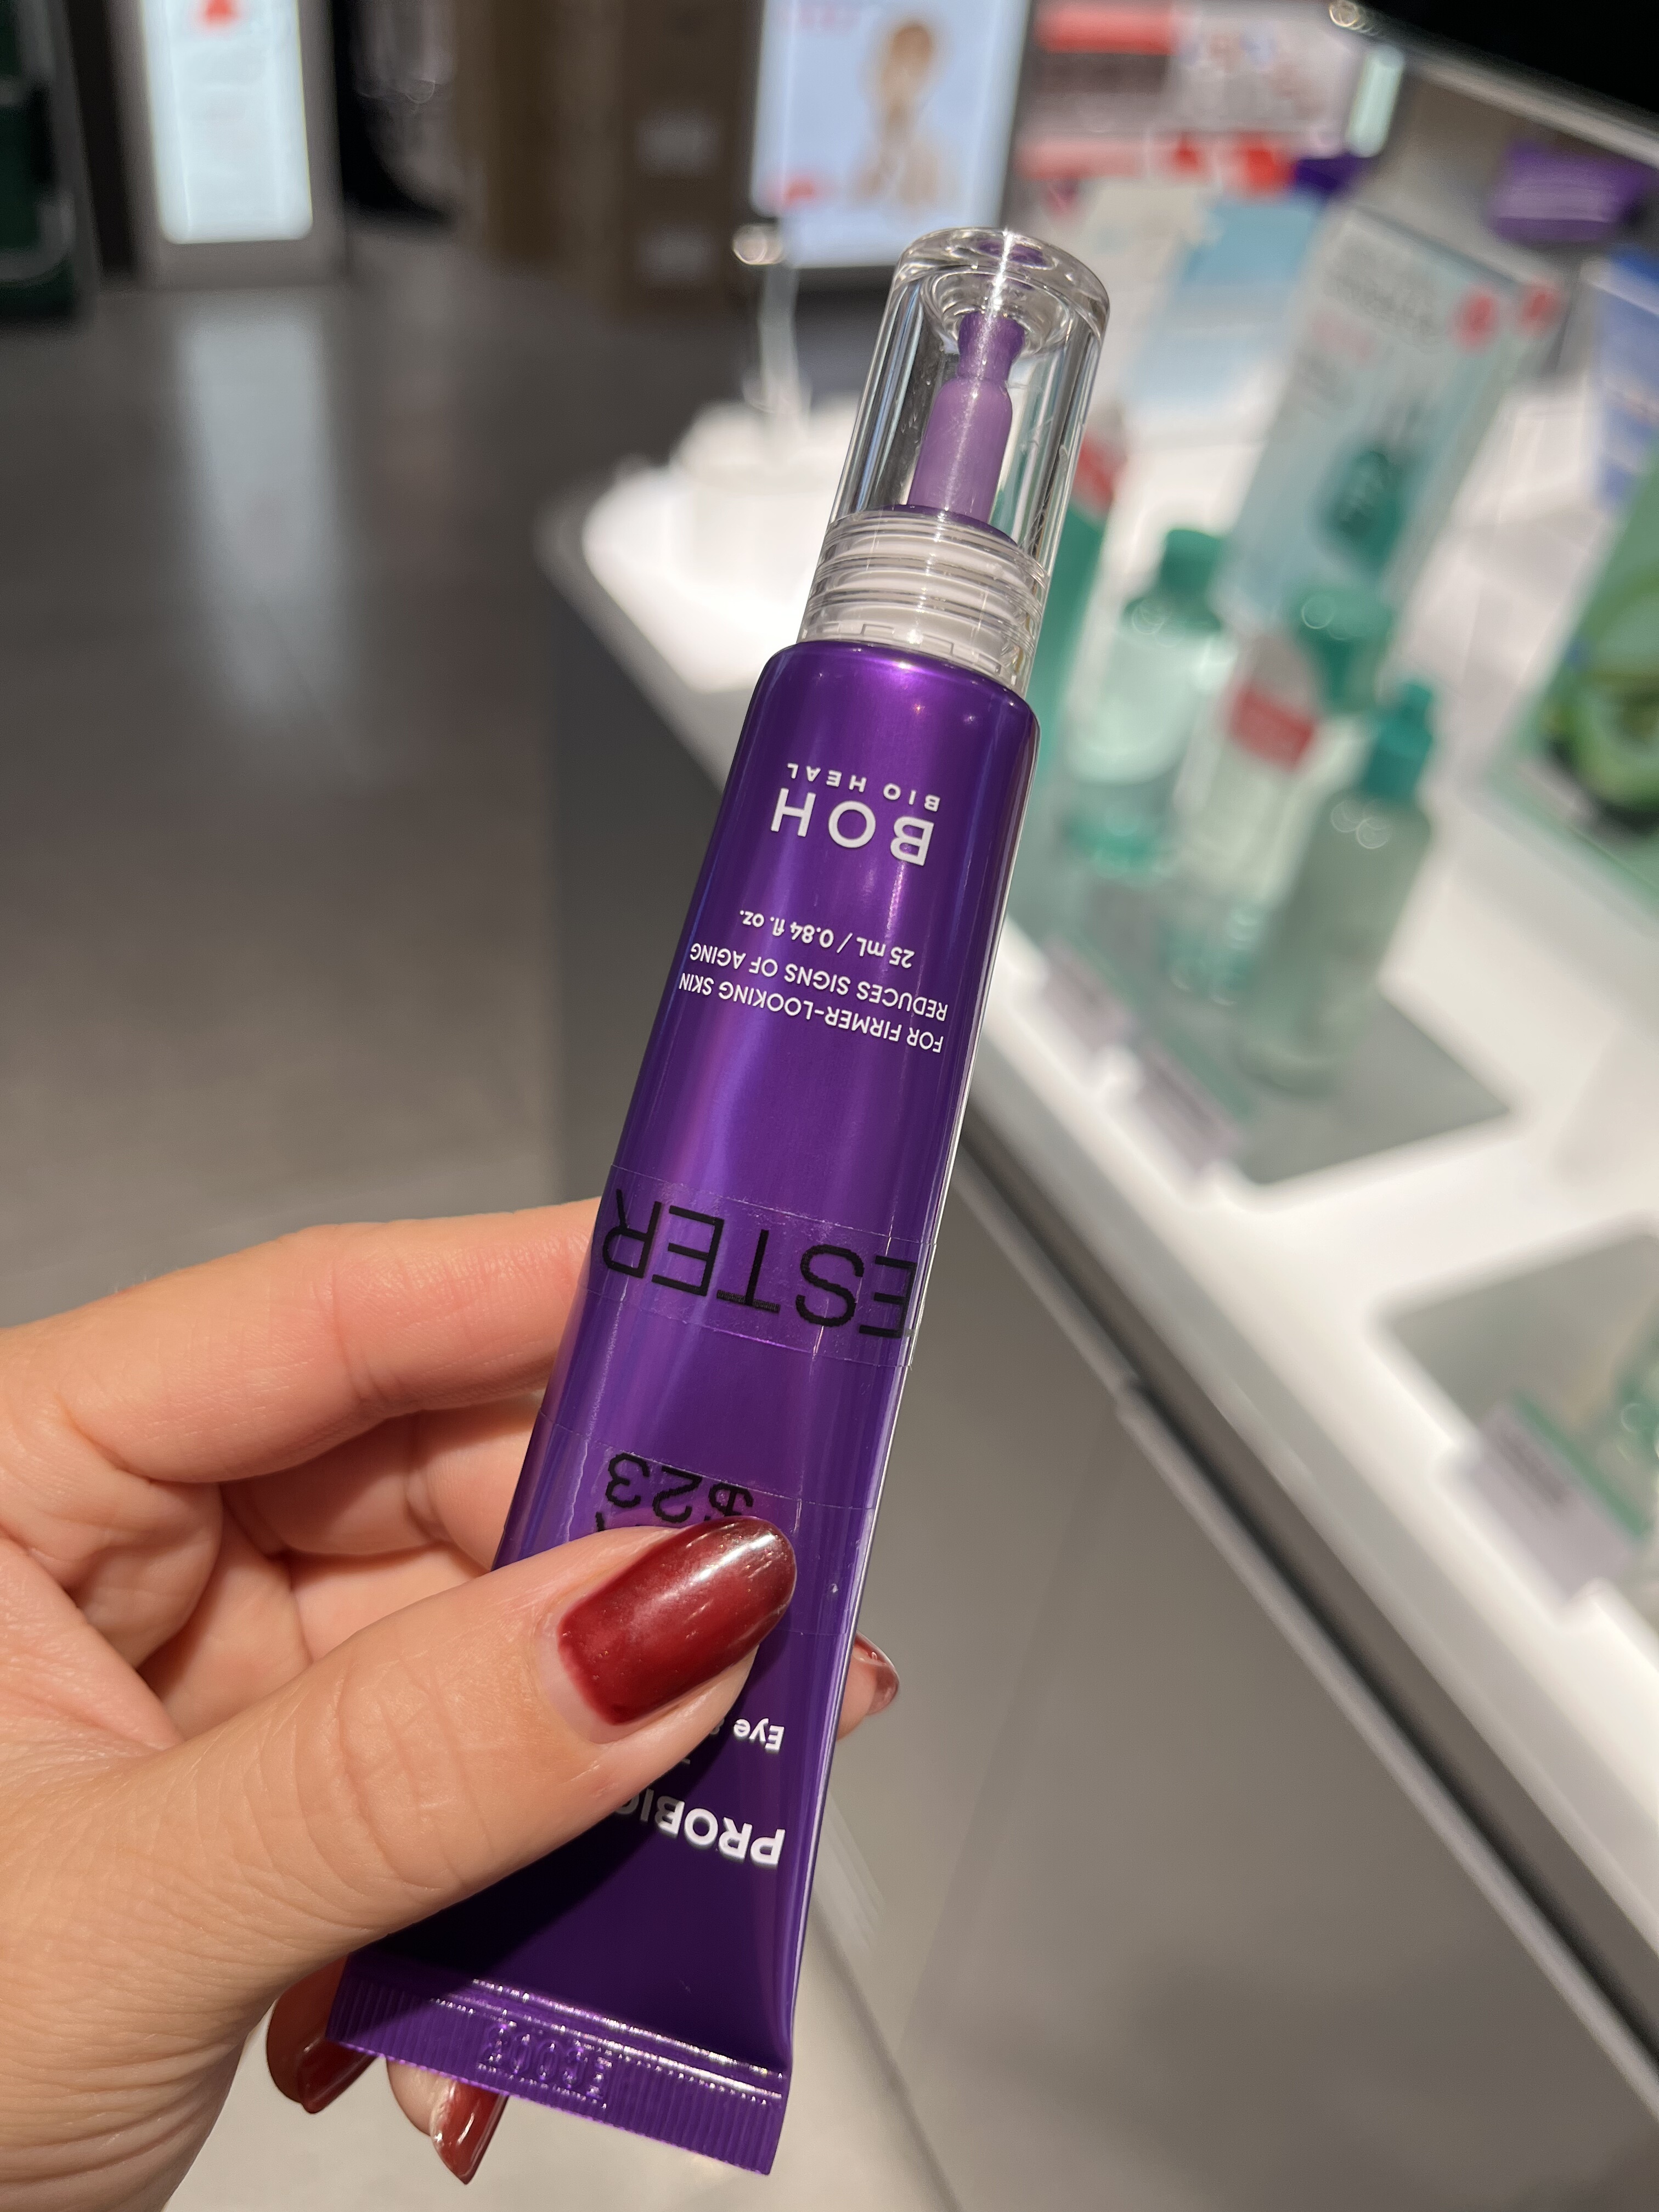 PROBIO
Eye
$23
ESTER
FOR FIRMER-LOOKING SKIN
REDUCES SIGNS OF AGING
25 mL / 0.84 fl. oz.
BOH
BIO HEAL